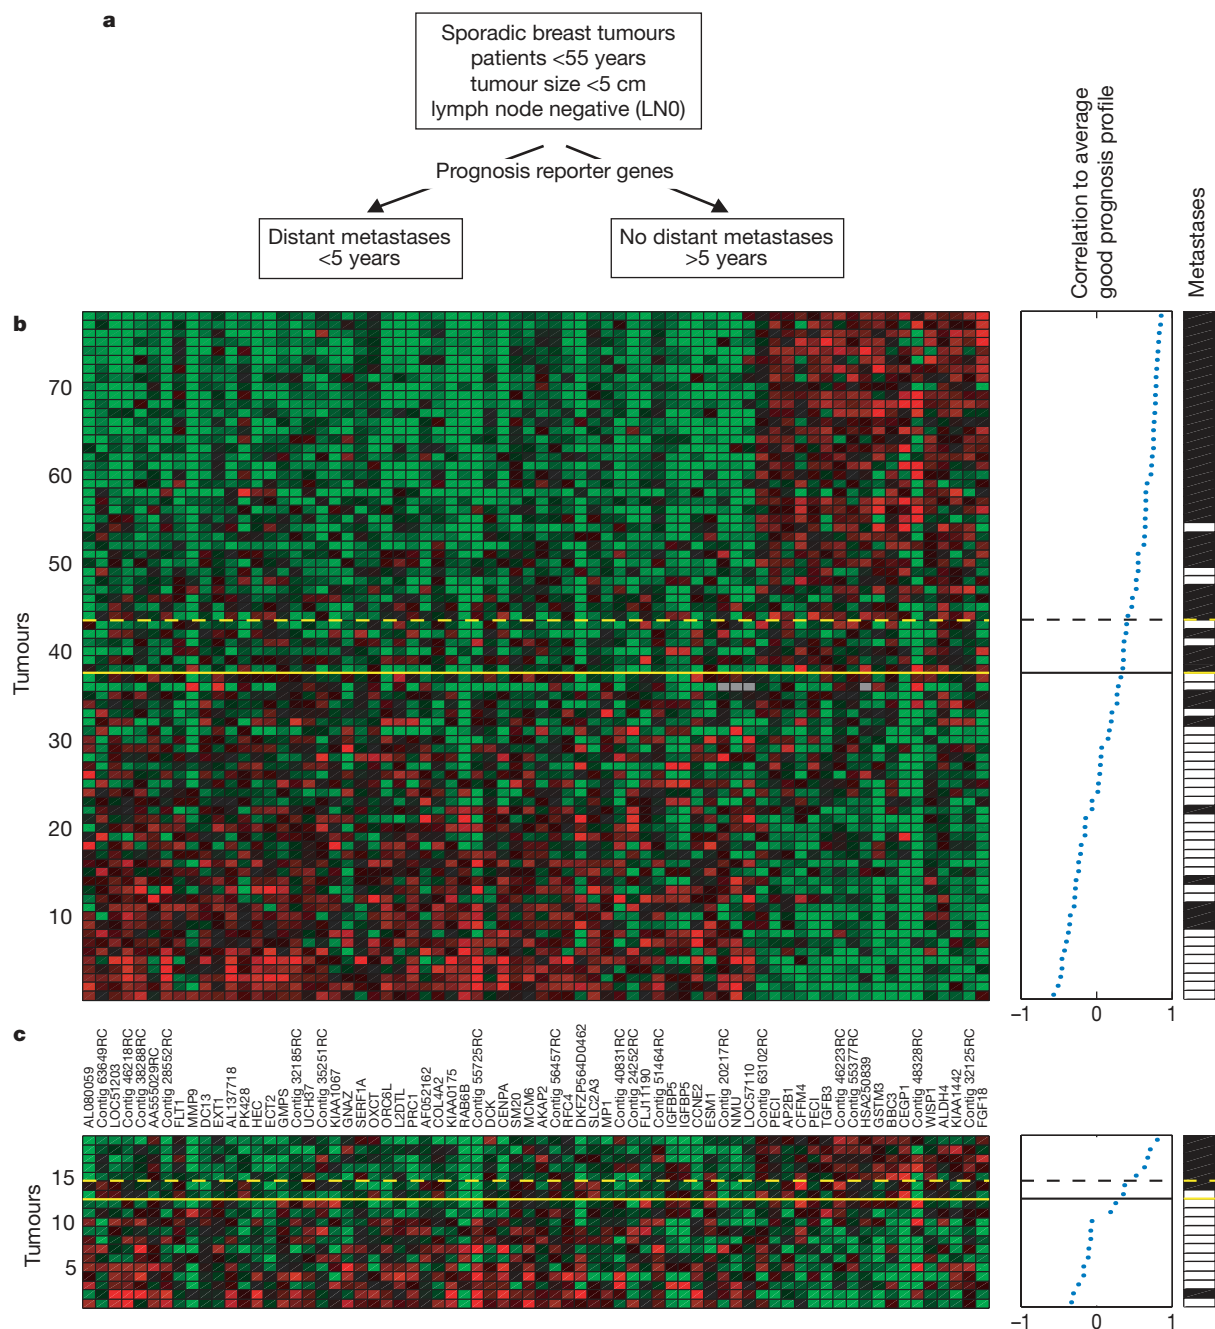 a
Sporadic breast tumours
patients <55 years
tumour size <5 cm
lymph node negative (LN0)
Prognosis reporter genes
Distant metastases
<5 years
No distant metastases
>5 years
Correlation to average
good prognosis profile
Metastases
b
Tumours
70
60
50
40
30
20
10
−1
0
1
c
AL080059
Contig 63649RC
LOC51203
Contig 46218RC
Contig 38288RC
AA555029RC
Contig 28552RC
FLT1
MMP9
DC13
EXT1
AL137718
PK428
HEC
ECT2
GMPS
Contig 32185RC
UCH37
Contig 35251RC
KIAA1067
GNAZ
SERF1A
OXCT
ORC6L
L2DTL
PRC1
AF052162
COL4A2
KIAA0175
RAB6B
Contig 55725RC
DCK
CENPA
SM20
MCM6
AKAP2
Contig 56457RC
RFC4
DKFZP564D0462
SLC2A3
MP1
Contig 40831RC
Contig 24252RC
FLJ11190
Contig 51464RC
IGFBP5
IGFBP5
CCNE2
ESM1
Contig 20217RC
NMU
LOC57110
Contig 63102RC
PECI
AP2B1
CFFM4
PECI
TGFB3
Contig 46223RC
Contig 55377RC
HSA250839
GSTM3
BBC3
CEGP1
Contig 48328RC
WISP1
ALDH4
KIAA1442
Contig 32125RC
FGF18
Tumours
15
10
5
−1
0
1